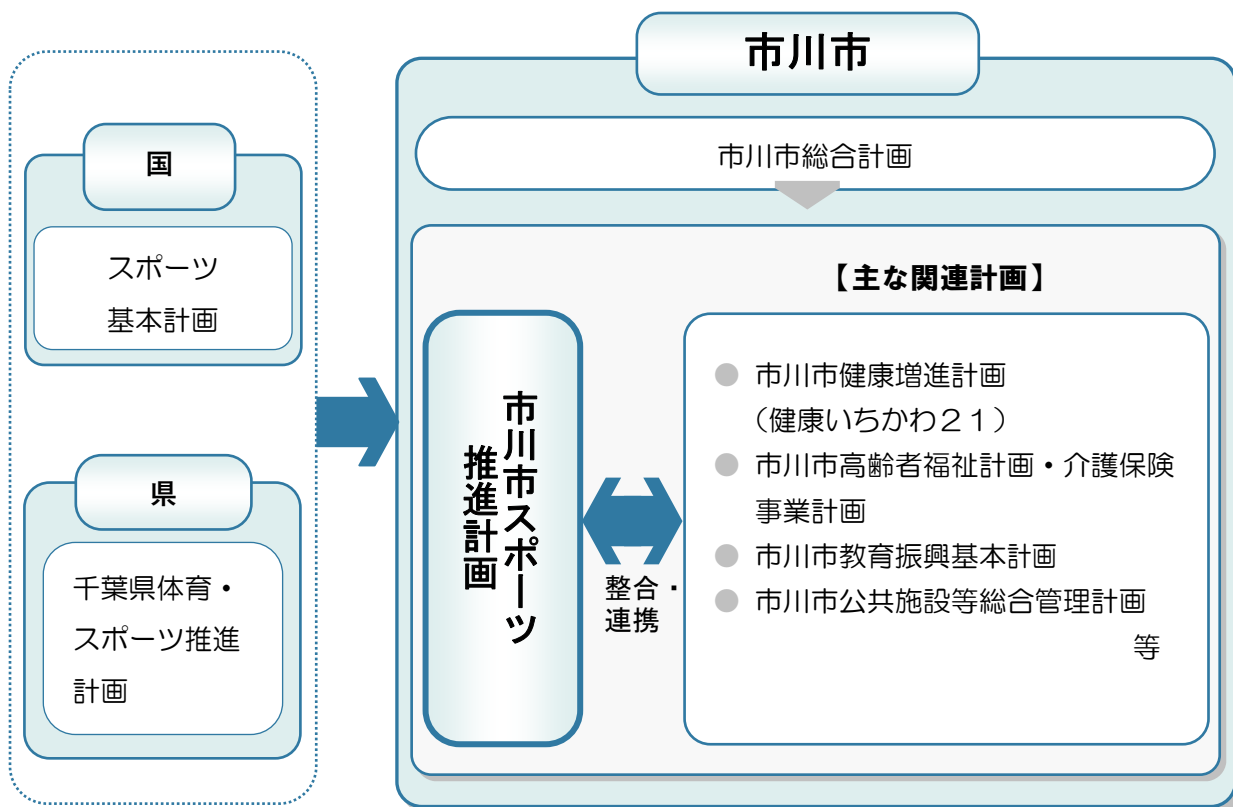 市川市
市川市総合計画
国
スポーツ
基本計画
県
千葉県体育・
スポーツ推進
計画
市川市スポーツ
推進計画
整合・
連携
【主な関連計画】
● 市川市健康増進計画
（健康いちかわ２１）
● 市川市高齢者福祉計画・介護保険
事業計画
● 市川市教育振興基本計画
● 市川市公共施設等総合管理計画
等